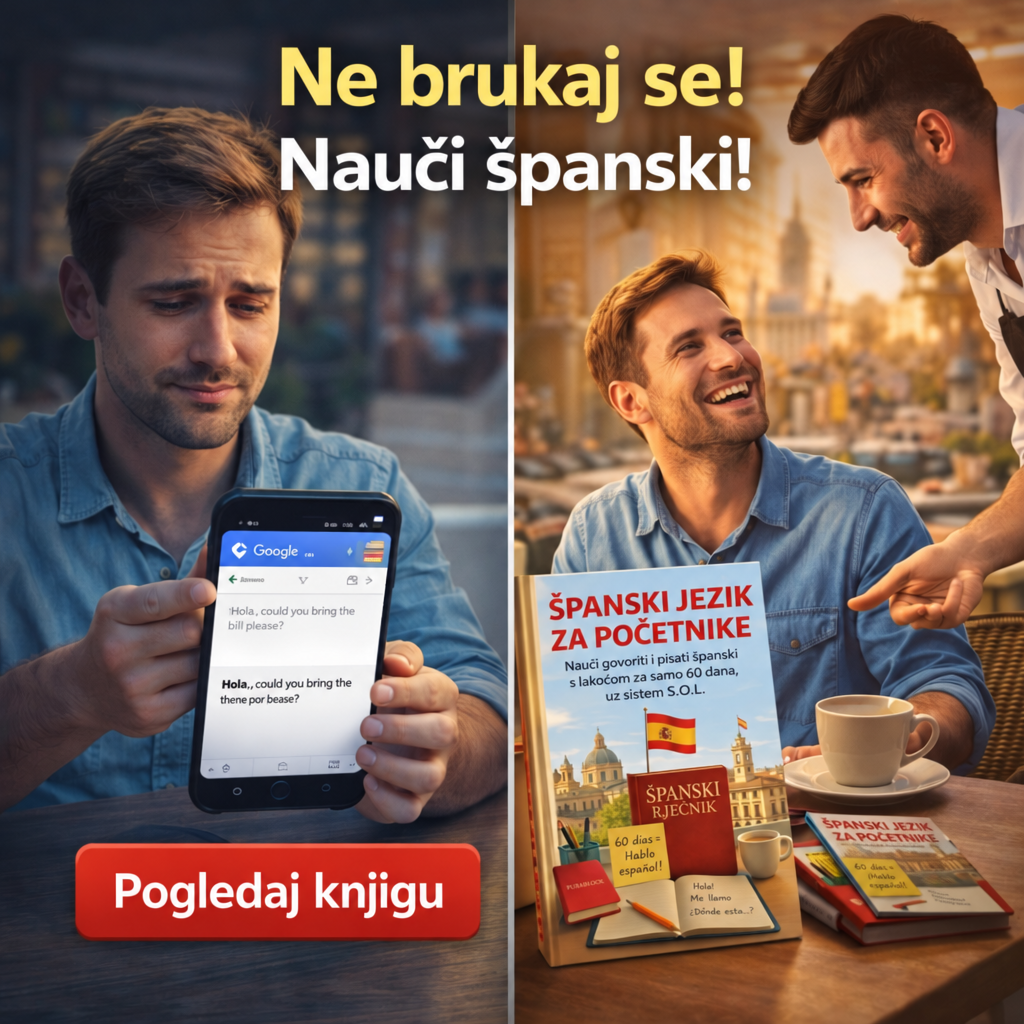 Ne brukaj se!
Nauči španski!
Google
Hola, could you bring the
bill please?
Hola,, could you bring the
thene por bease?
Pogledaj knjigu
ŠPANSKI JEZIK
ZA POČETNIKE
Nauči govoriti i pisati španski
s lakoćom za samo 60 dana,
uz sistem S.O.L.
ŠPANSKI
RJEČNIK
60 dias =
Hablo
español!
Hola!
Me llamo
¿Dónde esta...?
ŠPANSKI JEZIK
ZA POČETNIKE
60 dias =
¡Hablo
español!